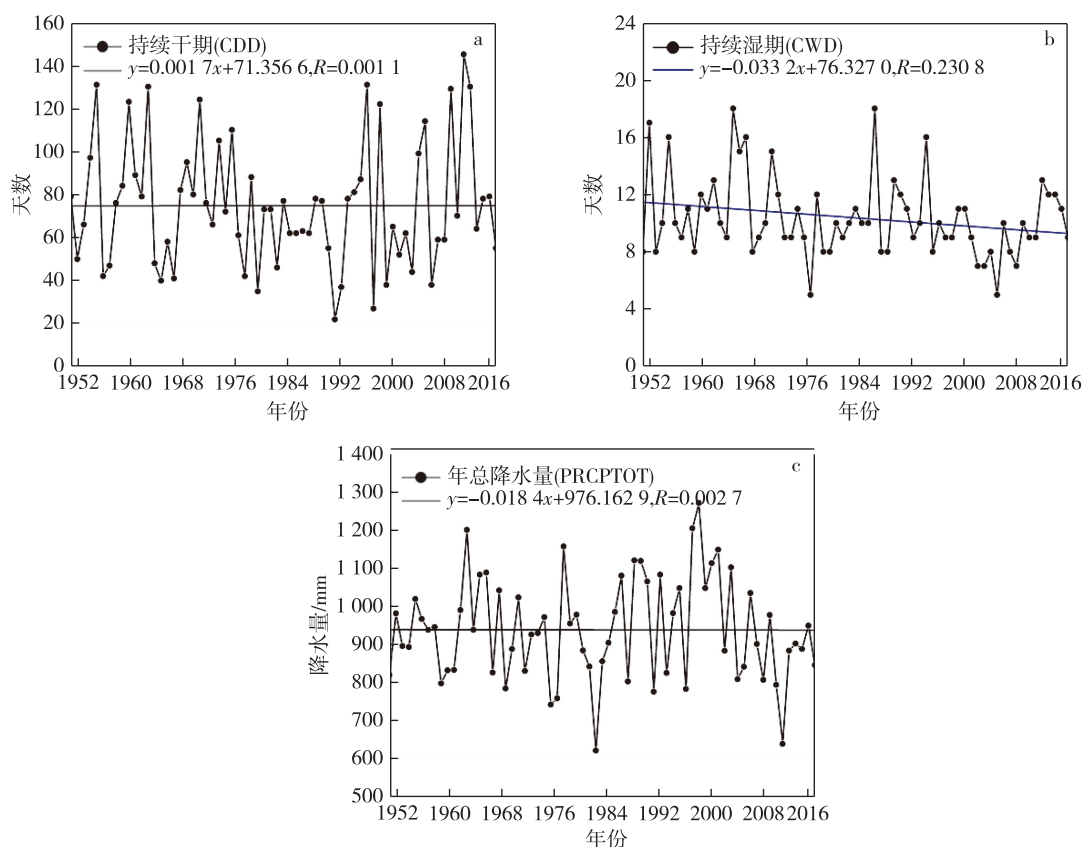 160
140
120
100
80
60
40
20
0
天数
持续干期(CDD)
y=0.001 7x+71.356 6,R=0.001 1
a
1952 1960 1968 1976 1984 1992 2000 2008 2016
年份
24
20
16
12
8
4
0
天数
持续湿期(CWD)
y=-0.033 2x+76.327 0,R=0.230 8
b
1952 1960 1968 1976 1984 1992 2000 2008 2016
年份
1 400
1 300
1 200
1 100
1 000
900
800
700
600
500
降水量/mm
年总降水量(PRCPTOT)
y=-0.018 4x+976.162 9,R=0.002 7
c
1952 1960 1968 1976 1984 1992 2000 2008 2016
年份